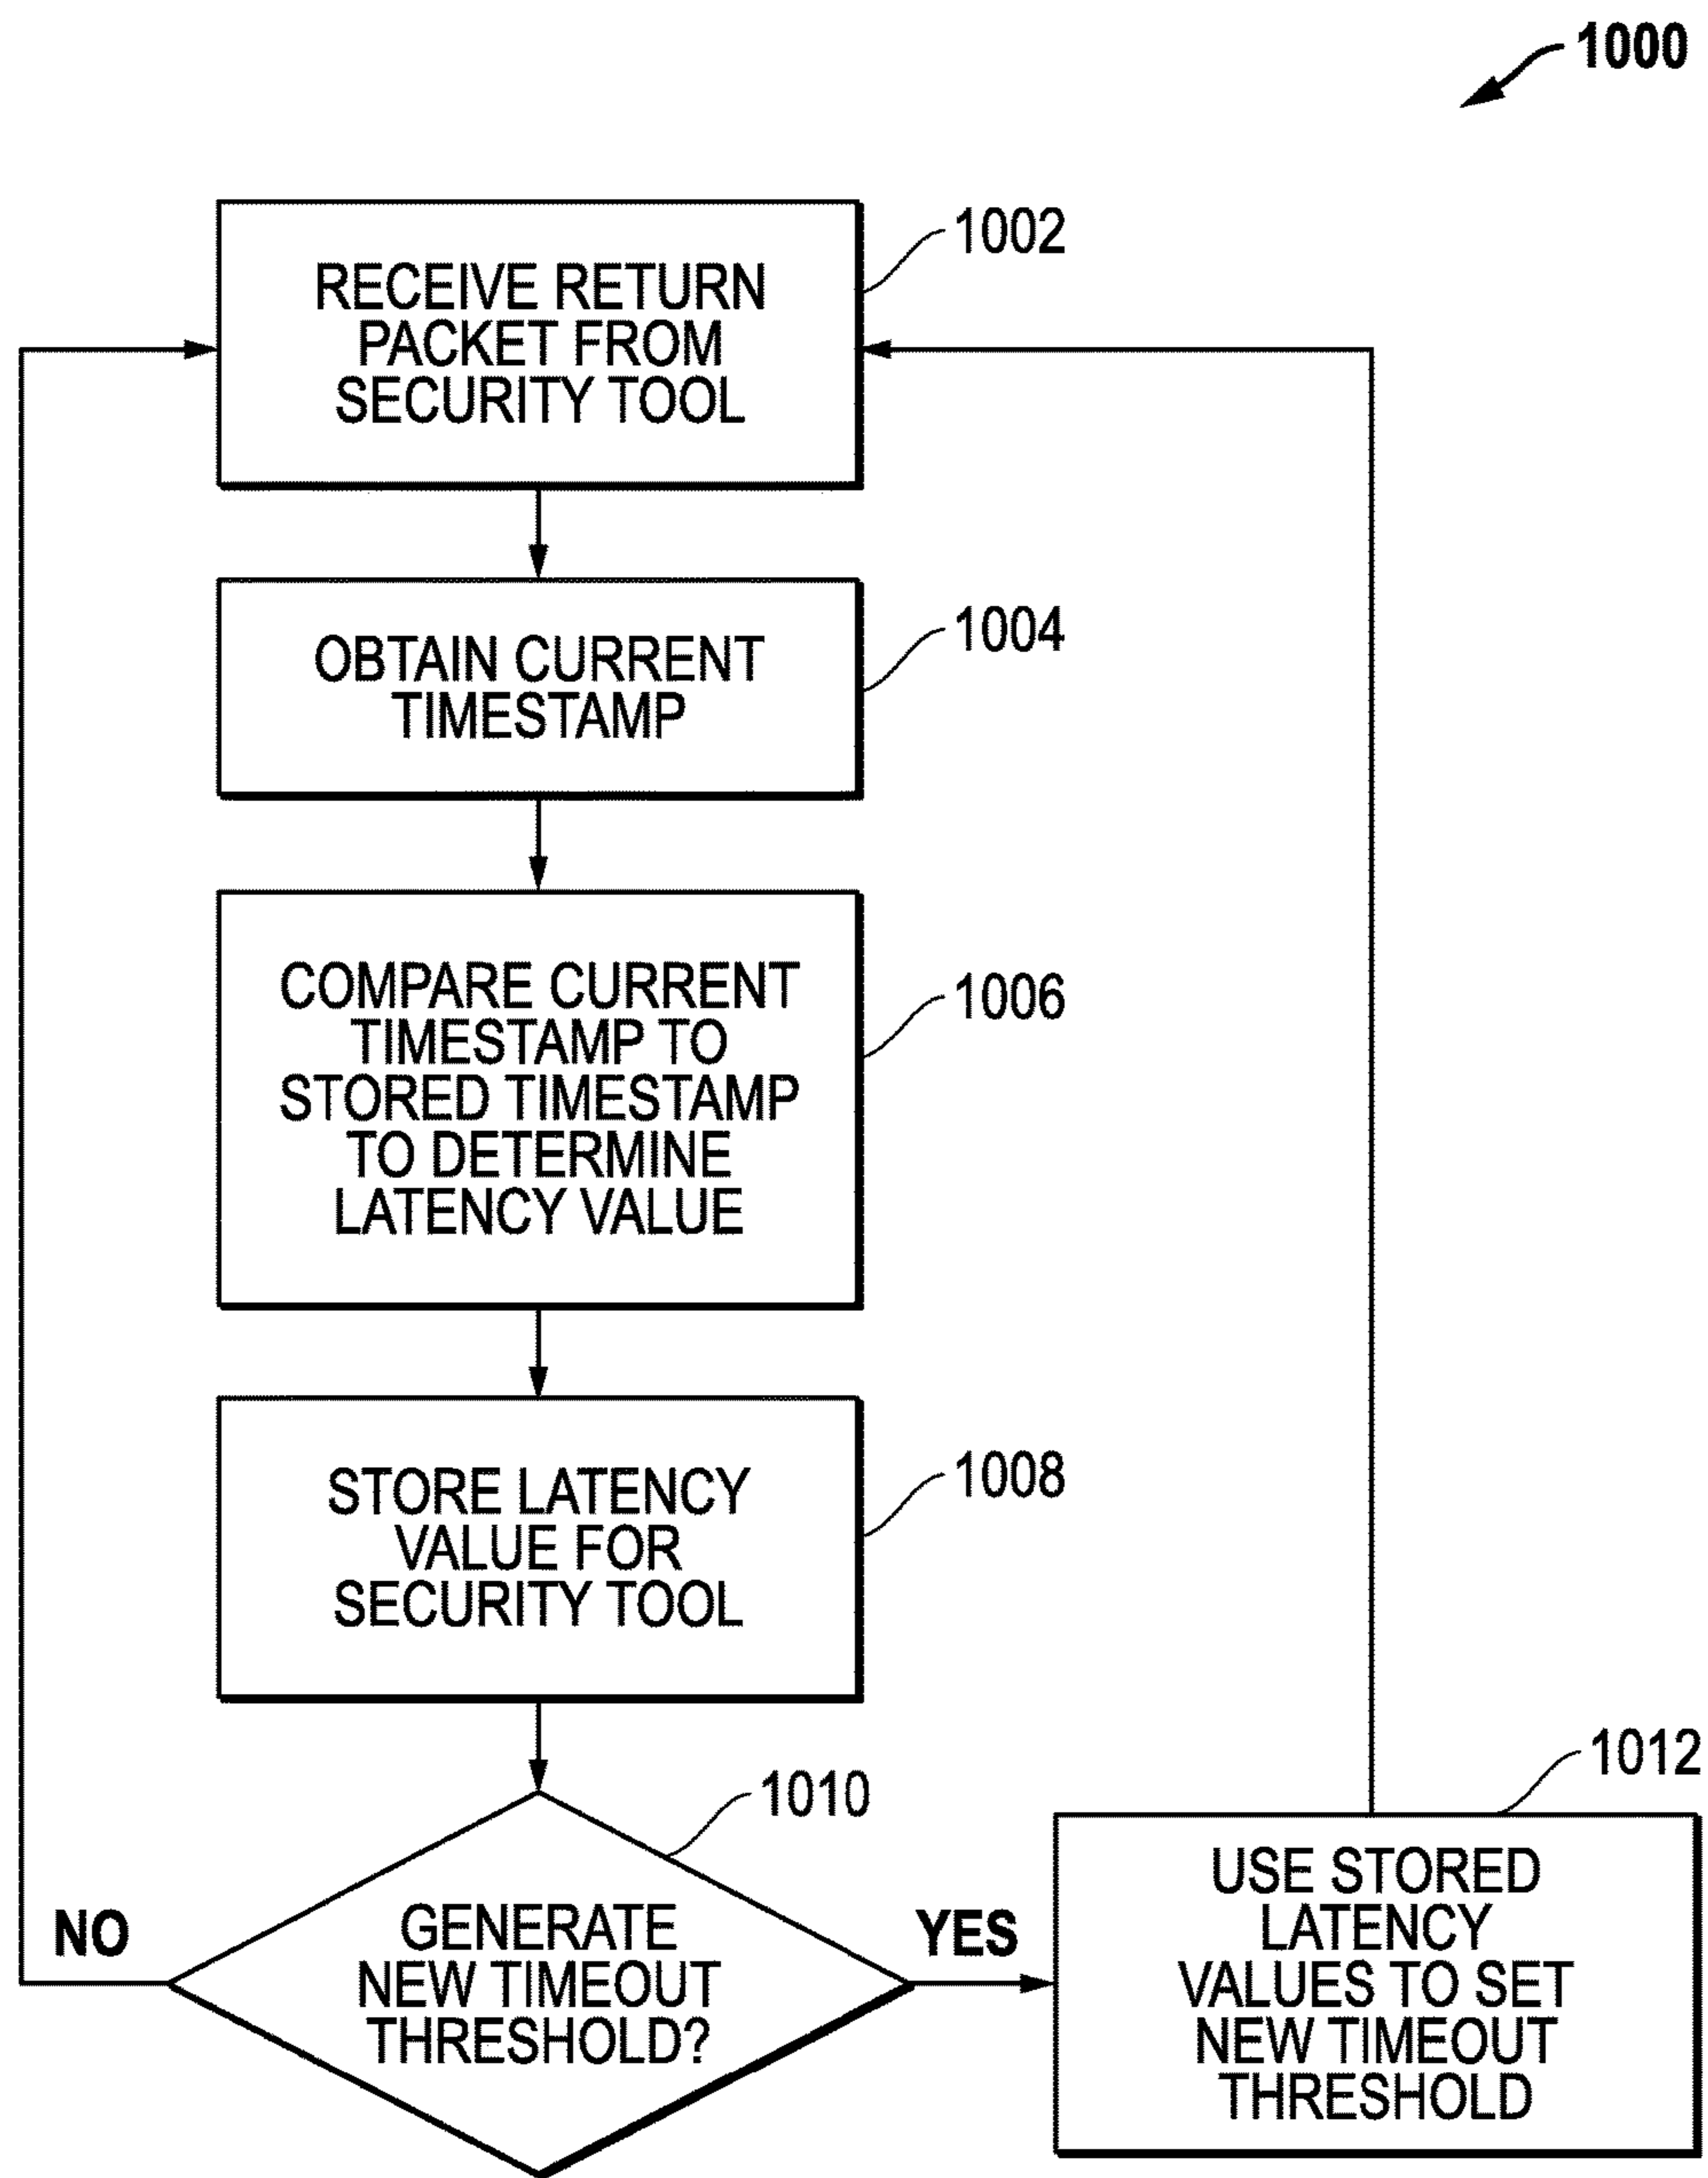 1000
RECEIVE RETURN
PACKET FROM
SECURITY TOOL
1002
OBTAIN CURRENT
TIMESTAMP
1004
COMPARE CURRENT
TIMESTAMP TO
STORED TIMESTAMP
TO DETERMINE
LATENCY VALUE
1006
STORE LATENCY
VALUE FOR
SECURITY TOOL
1008
GENERATE
NEW TIMEOUT
THRESHOLD?
1010
NO
YES
USE STORED
LATENCY
VALUES TO SET
NEW TIMEOUT
THRESHOLD
1012